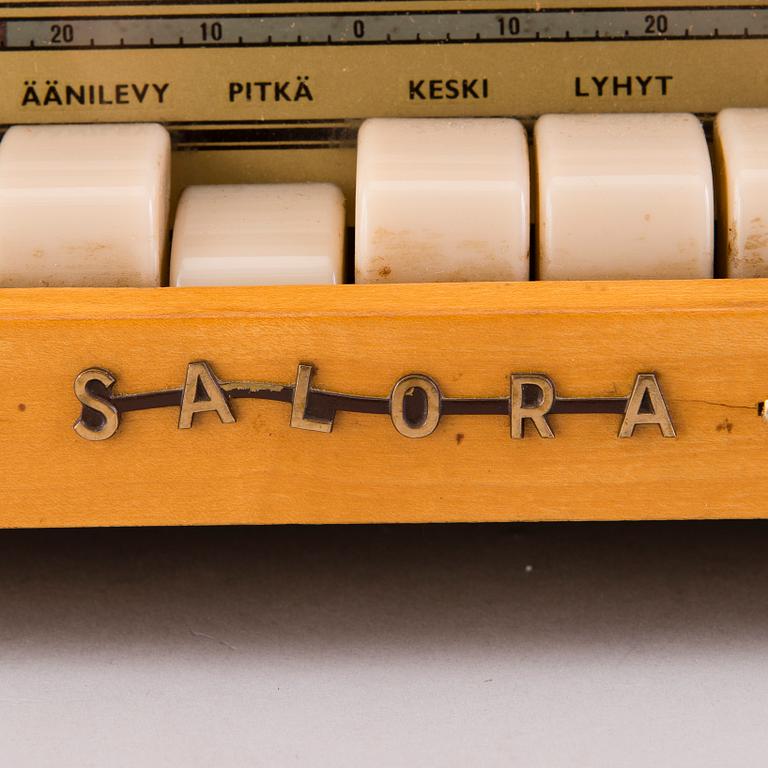 20 10 0 10 20
ÄÄNILEVY PITKÄ KESKI LYHYT
SALORA